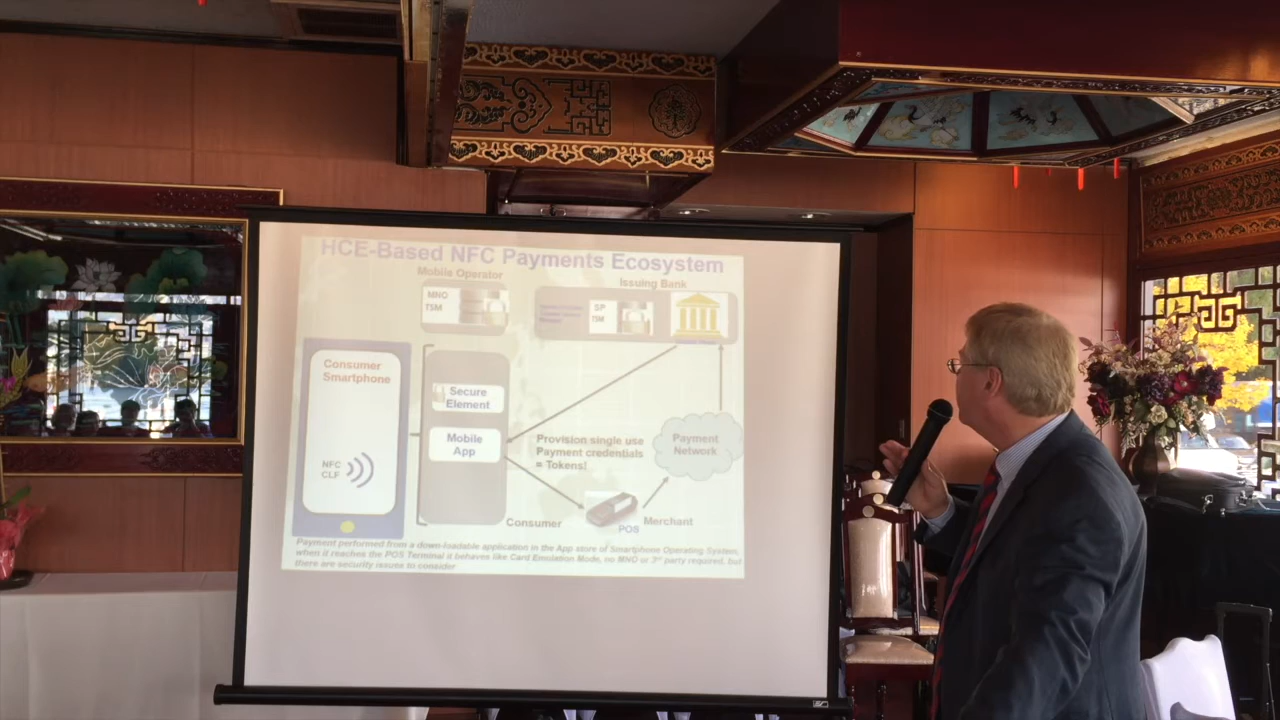 HCE-Based NFC Payments Ecosystem
Mobile Operator
Issuing Bank
MNO
TSM
SP
TSM
Consumer
Smartphone
Secure
Element
Mobile
App
Provision single use
Payment credentials
= Tokens!
Payment
Network
NFC
CLF
Consumer
POS
Merchant
Payment performed from a down-loadable application in the App store of Smartphone Operating System,
when it reaches the POS Terminal it behaves like Card Emulation Mode, no MNO or 3rd party required, but
there are security issues to consider